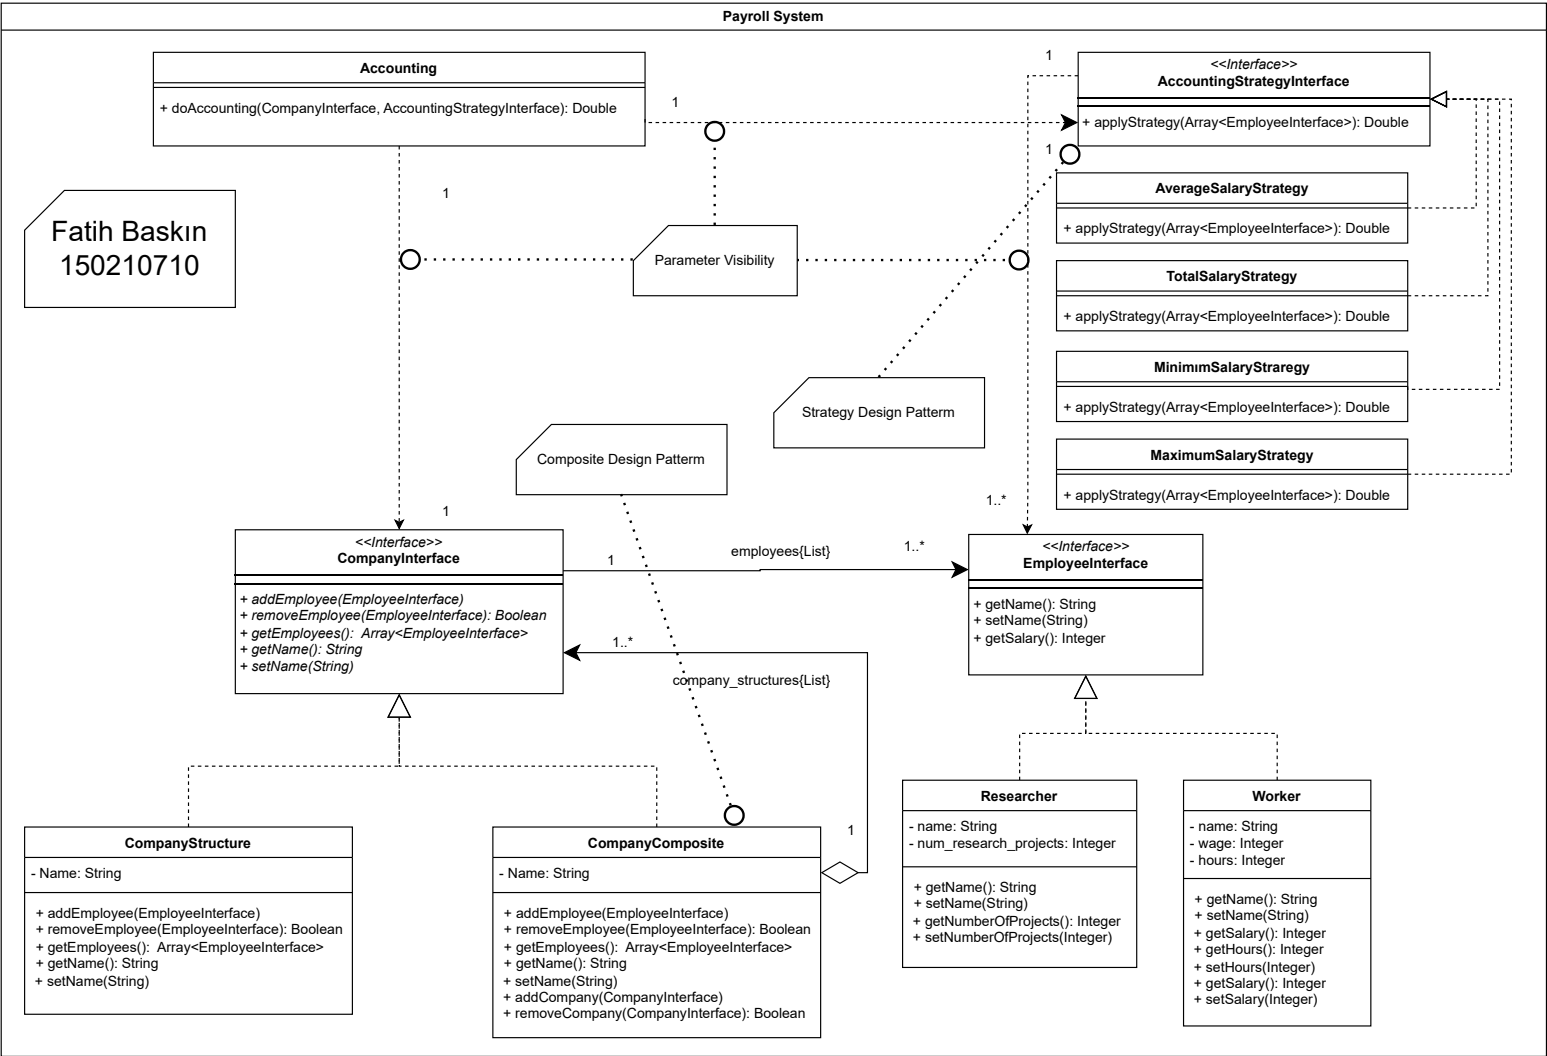 Payroll System
Accounting
+ doAccounting(CompanyInterface, AccountingStrategyInterface): Double
1
1
<<Interface>>
AccountingStrategyInterface
+ applyStrategy(Array<EmployeeInterface>): Double
1
1
AverageSalaryStrategy
+ applyStrategy(Array<EmployeeInterface>): Double
Fatih Baskın
150210710
Parameter Visibility
TotalSalaryStrategy
+ applyStrategy(Array<EmployeeInterface>): Double
MinimımSalaryStraregy
+ applyStrategy(Array<EmployeeInterface>): Double
Strategy Design Patterm
Composite Design Patterm
MaximumSalaryStrategy
+ applyStrategy(Array<EmployeeInterface>): Double
1
1..*
<<Interface>>
CompanyInterface
+ addEmployee(EmployeeInterface)
+ removeEmployee(EmployeeInterface): Boolean
+ getEmployees():  Array<EmployeeInterface>
+ getName(): String
+ setName(String)
1
employees{List}
1..*
<<Interface>>
EmployeeInterface
+ getName(): String
+ setName(String)
+ getSalary(): Integer
1..*
company_structures{List}
1
CompanyStructure
- Name: String
+ addEmployee(EmployeeInterface)
+ removeEmployee(EmployeeInterface): Boolean
+ getEmployees():  Array<EmployeeInterface>
+ getName(): String
+ setName(String)
CompanyComposite
- Name: String
+ addEmployee(EmployeeInterface)
+ removeEmployee(EmployeeInterface): Boolean
+ getEmployees():  Array<EmployeeInterface>
+ getName(): String
+ setName(String)
+ addCompany(CompanyInterface)
+ removeCompany(CompanyInterface): Boolean
Researcher
- name: String
- num_research_projects: Integer
+ getName(): String
+ setName(String)
+ getNumberOfProjects(): Integer
+ setNumberOfProjects(Integer)
Worker
- name: String
- wage: Integer
- hours: Integer
+ getName(): String
+ setName(String)
+ getSalary(): Integer
+ getHours(): Integer
+ setHours(Integer)
+ getSalary(): Integer
+ setSalary(Integer)